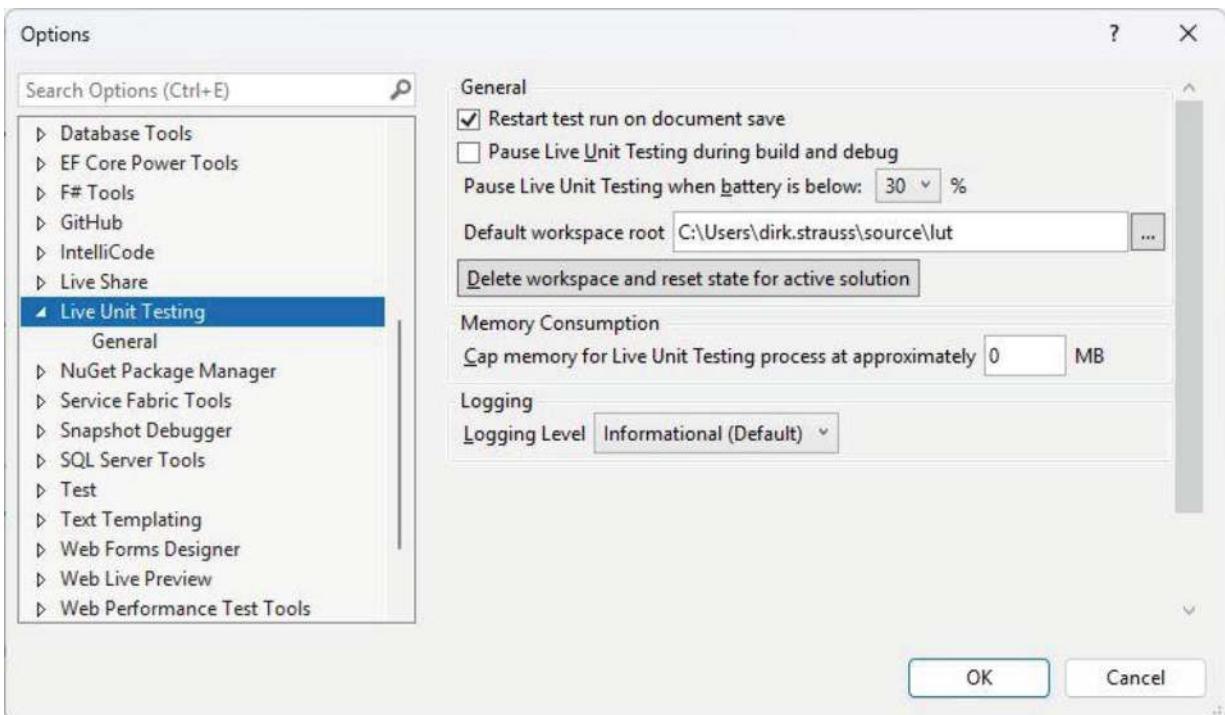 Options
?
Search Options (Ctrl+E)
Database Tools
EF Core Power Tools
F# Tools
GitHub
IntelliCode
Live Share
Live Unit Testing
General
NuGet Package Manager
Service Fabric Tools
Snapshot Debugger
SQL Server Tools
Test
Text Templating
Web Forms Designer
Web Live Preview
Web Performance Test Tools
General
Restart test run on document save
Pause Live Unit Testing during build and debug
Pause Live Unit Testing when battery is below: 30 %
Default workspace root C:\Users\dirk.strauss\source\lut ...
Delete workspace and reset state for active solution
Memory Consumption
Cap memory for Live Unit Testing process at approximately 0 MB
Logging
Logging Level Informational (Default)
OK Cancel